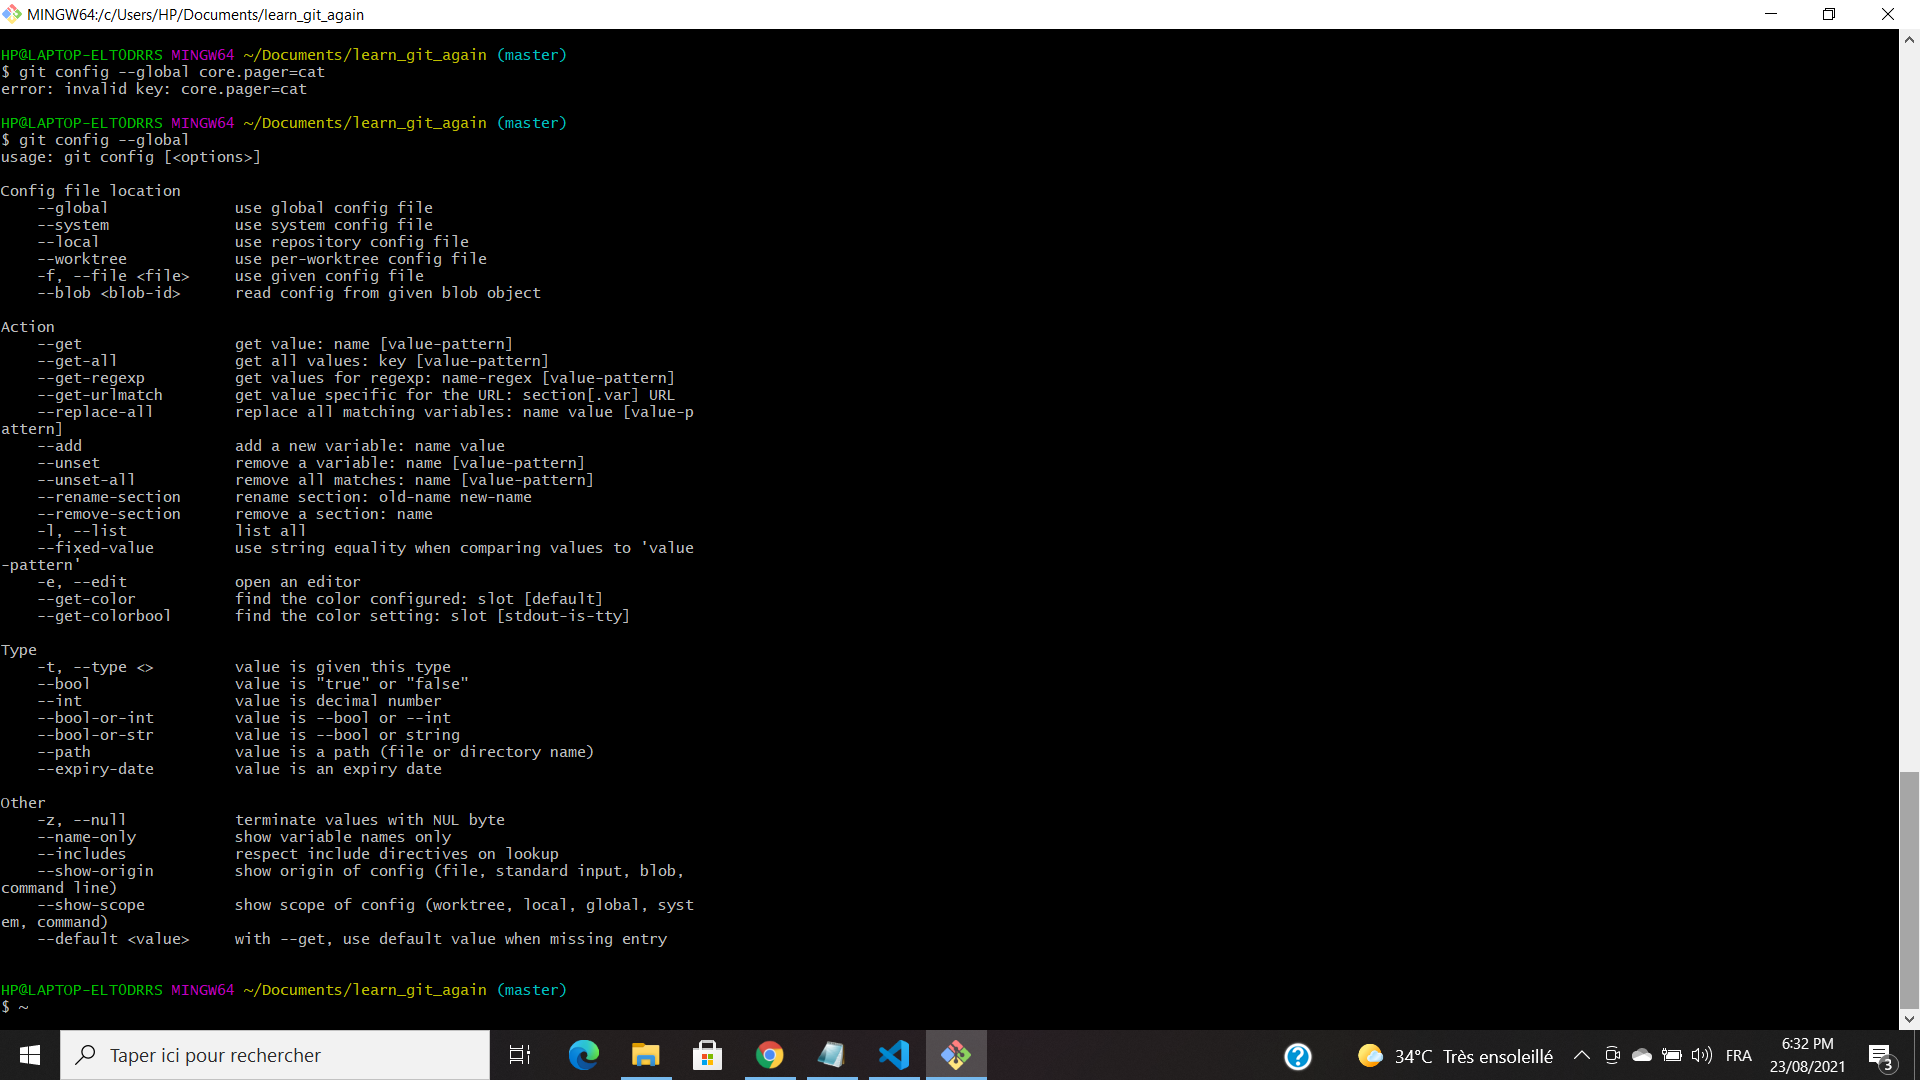 MINGW64:/c/Users/HP/Documents/learn_git_again
HP@LAPTOP-ELT0DRRS MINGW64 ~/Documents/learn_git_again (master)
$ git config --global core.pager=cat
error: invalid key: core.pager=cat
HP@LAPTOP-ELT0DRRS MINGW64 ~/Documents/learn_git_again (master)
$ git config --global
usage: git config [<options>]
Config file location
--global use global config file
--system use system config file
--local use repository config file
--worktree use per-worktree config file
-f, --file <file> use given config file
--blob <blob-id> read config from given blob object
Action
--get get value: name [value-pattern]
--get-all get all values: key [value-pattern]
--get-regexp get values for regexp: name-regex [value-pattern]
--get-urlmatch get value specific for the URL: section[.var] URL
--replace-all replace all matching variables: name value [value-p
attern]
--add add a new variable: name value
--unset remove a variable: name [value-pattern]
--unset-all remove all matches: name [value-pattern]
--rename-section rename section: old-name new-name
--remove-section remove a section: name
-l, --list list all
--fixed-value use string equality when comparing values to 'value
-pattern'
-e, --edit open an editor
--get-color find the color configured: slot [default]
--get-colorbool find the color setting: slot [stdout-is-tty]
Type
-t, --type <> value is given this type
--bool value is "true" or "false"
--int value is decimal number
--bool-or-int value is --bool or --int
--bool-or-str value is --bool or string
--path value is a path (file or directory name)
--expiry-date value is an expiry date
Other
-z, --null terminate values with NUL byte
--name-only show variable names only
--includes respect include directives on lookup
--show-origin show origin of config (file, standard input, blob,
command line)
--show-scope show scope of config (worktree, local, global, syst
em, command)
--default <value> with --get, use default value when missing entry
HP@LAPTOP-ELT0DRRS MINGW64 ~/Documents/learn_git_again (master)
$ ~
Taper ici pour rechercher
34°C Très ensoleillé
FRA
6:32 PM
23/08/2021
3